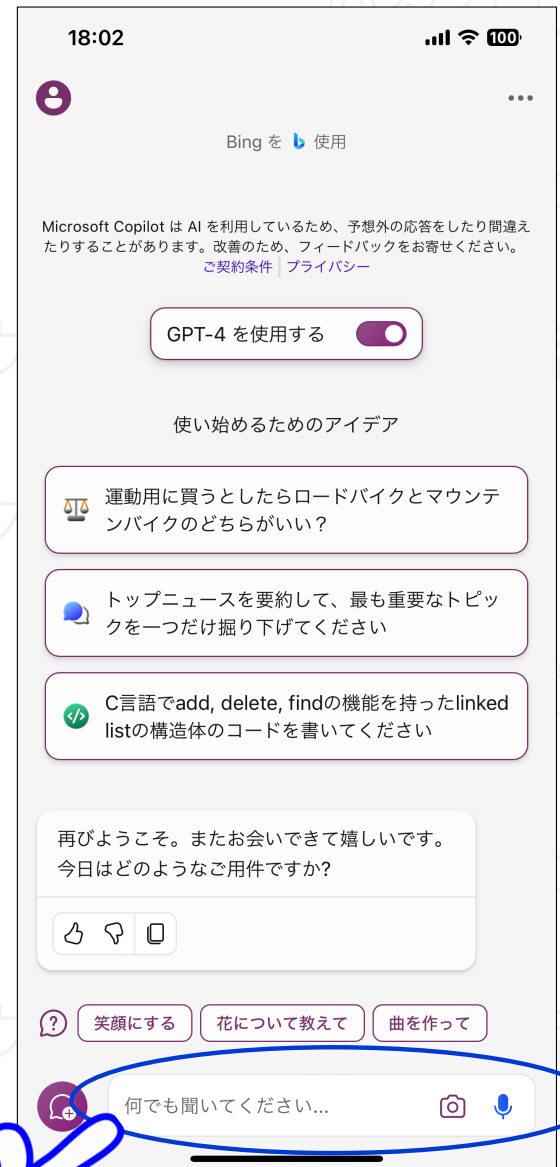 18:02
100
Bing を 使用
Microsoft Copilot は AI を利用しているため、予想外の応答をしたり間違え
たりすることがあります。改善のため、フィードバックをお寄せください。
ご契約条件 | プライバシー
GPT-4 を使用する
使い始めるためのアイデア
運動用に買うとしたらロードバイクとマウンテ
ンバイクのどちらがいい？
トップニュースを要約して、最も重要なトピッ
クを一つだけ掘り下げてください
C言語でadd, delete, findの機能を持ったlinked
listの構造体のコードを書いてください
再びようこそ。またお会いできて嬉しいです。
今日はどのようなご用件ですか?
笑顔にする 花について教えて 曲を作って
何でも聞いてください...